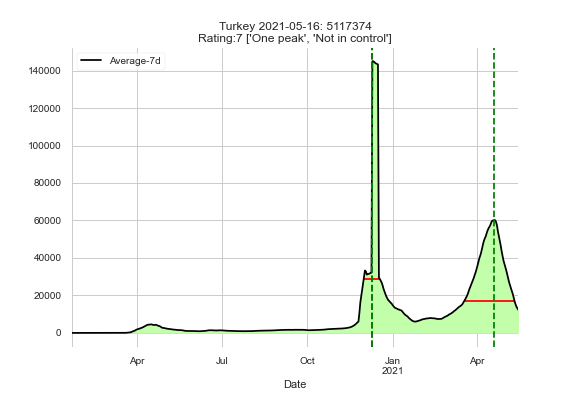 Turkey 2021-05-16: 5117374
Rating:7 ['One peak', 'Not in control']
Average-7d
140000
120000
100000
80000
60000
40000
20000
0
Apr
Jul
Oct
Jan
2021
Apr
Date